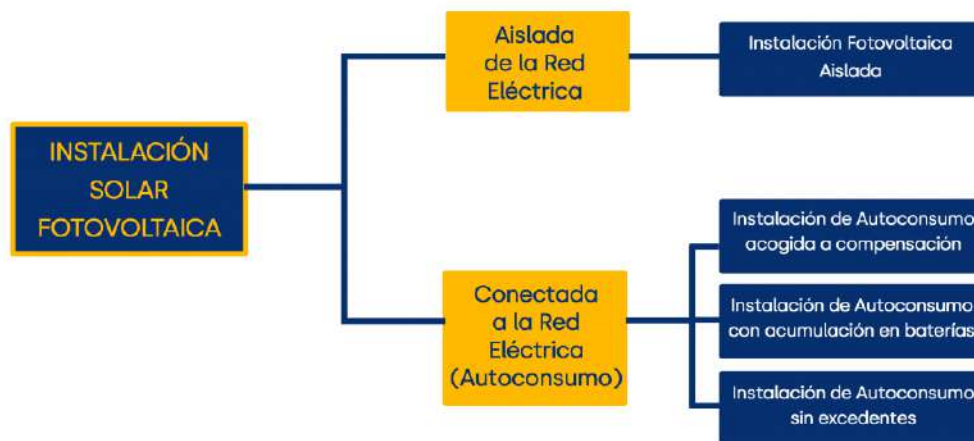 INSTALACIÓN
SOLAR
FOTOVOLTAICA
Aislada
de la Red
Eléctrica
Instalación Fotovoltaica
Aislada
Conectada
a la Red
Eléctrica
(Autoconsumo)
Instalación de Autoconsumo
acogida a compensación
Instalación de Autoconsumo
con acumulación en baterías
Instalación de Autoconsumo
sin excedentes